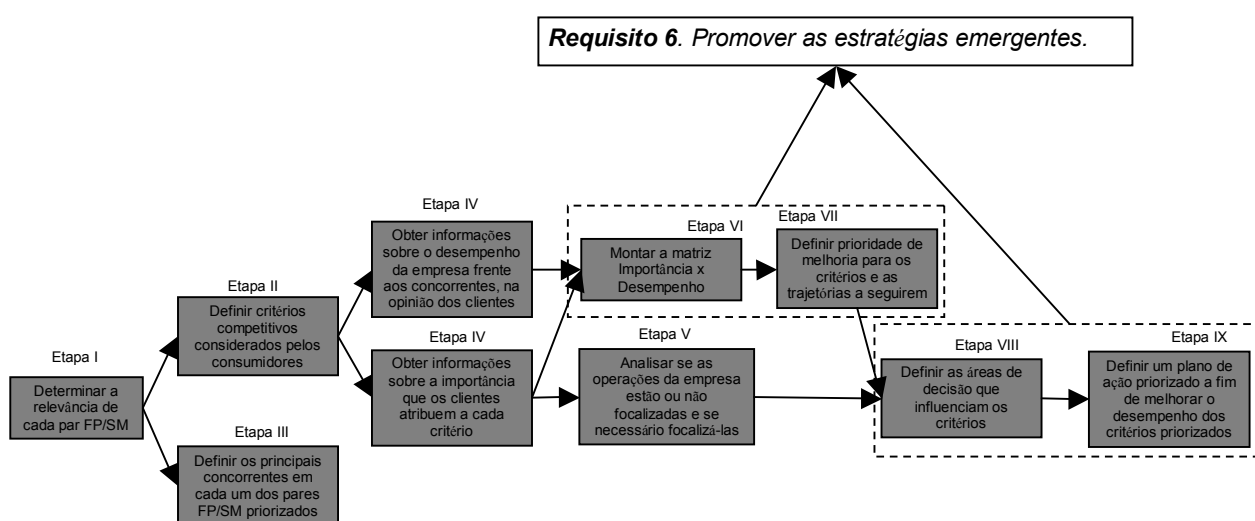 Requisito 6. Promover as estratégias emergentes.
Etapa I
Determinar a
relevância de
cada par FP/SM
Etapa II
Definir critérios
competitivos
considerados pelos
consumidores
Etapa III
Definir os principais
concorrentes em
cada um dos pares
FP/SM priorizados
Etapa IV
Obter informações
sobre o desempenho
da empresa frente
aos concorrentes, na
opinião dos clientes
Etapa IV
Obter informações
sobre a importância
que os clientes
atribuem a cada
critério
Etapa VI
Montar a matriz
Importância x
Desempenho
Etapa VII
Definir prioridade de
melhoria para os
critérios e as
trajetórias a seguirem
Etapa V
Analisar se as
operações da empresa
estão ou não
focalizadas e se
necessário focalizá-las
Etapa VIII
Definir as áreas de
decisão que
influenciam os
critérios
Etapa IX
Definir um plano de
ação priorizado a fim
de melhorar o
desempenho dos
critérios priorizados